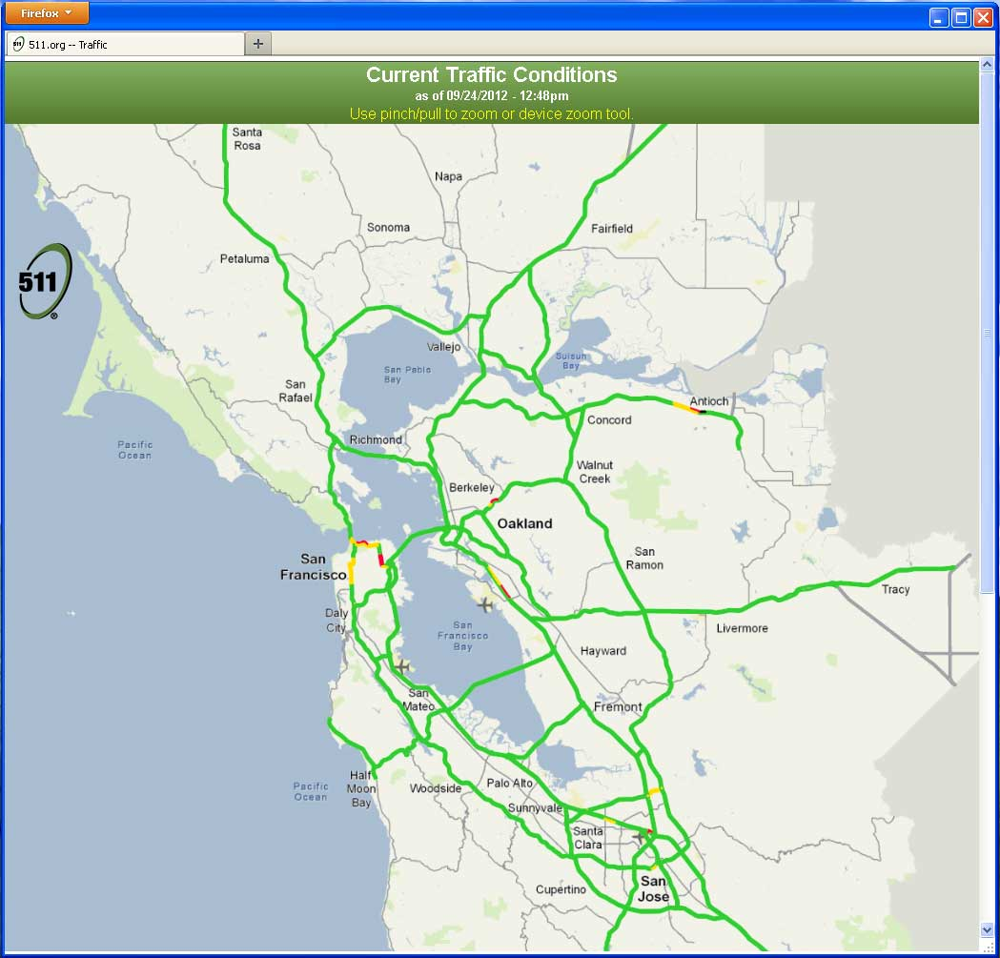 Firefox
511.org -- Traffic
Current Traffic Conditions
as of 09/24/2012 - 12:48pm
Use pinch/pull to zoom or device zoom tool.
Santa
Rosa
Napa
Sonoma
Fairfield
Petaluma
511
®
Vallejo
San Pablo
Bay
Suisun
Bay
San
Rafael
Antioch
Concord
Richmond
Pacific
Ocean
Walnut
Creek
Berkeley
Oakland
San
Francisco
San
Ramon
Tracy
Daly
City
San
Francisco
Bay
Livermore
Hayward
San
Mateo
Fremont
Half
Moon
Bay
Pacific
Ocean
Woodside
Palo Alto
Sunnyvale
Santa
Clara
Cupertino
San
Jose